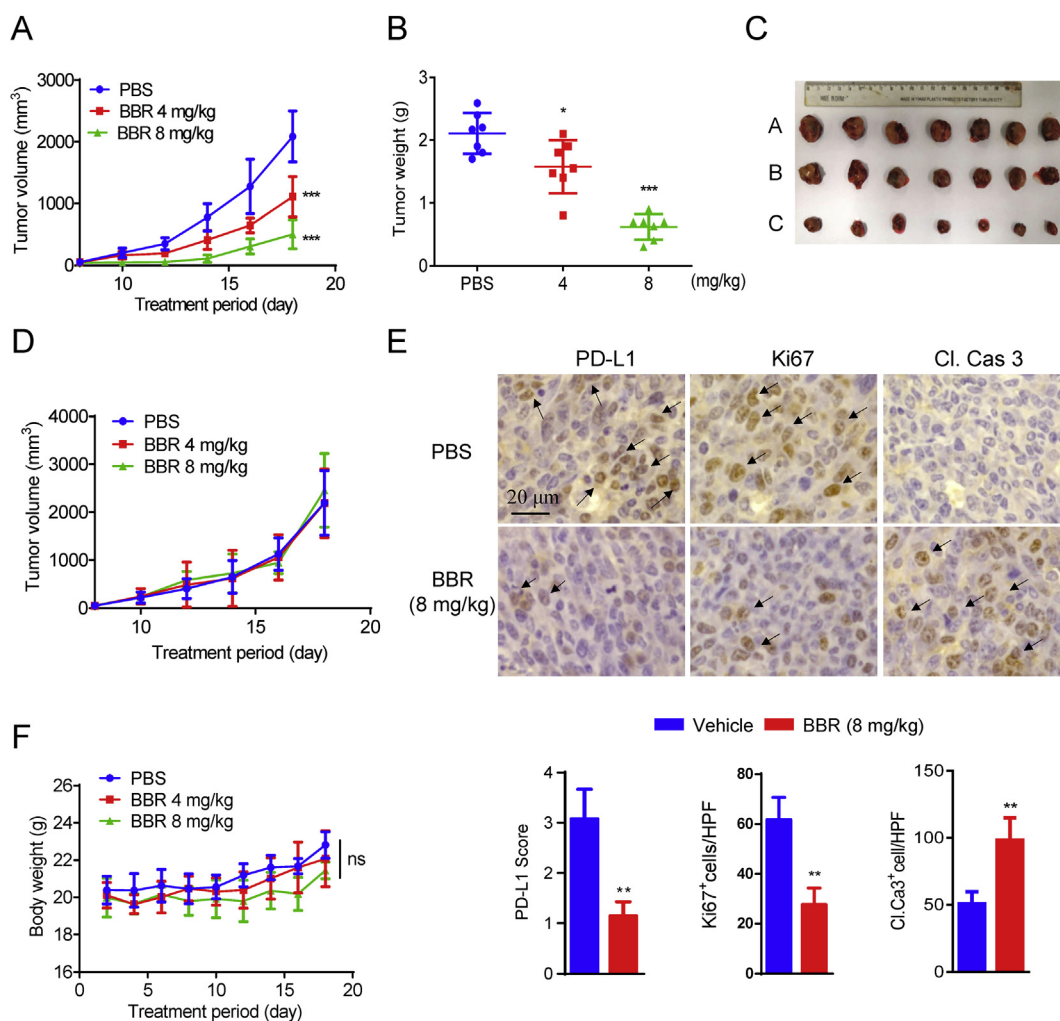 A
Tumor volume (mm³)
3000
2000
1000
0
10
15
20
Treatment period (day)
PBS
BBR 4 mg/kg
BBR 8 mg/kg
***
***
B
Tumor weight (g)
3
2
1
0
*
***
PBS
4
8
(mg/kg)
C
A
B
C
D
Tumor volume (mm³)
4000
3000
2000
1000
0
10
15
20
Treatment period (day)
PBS
BBR 4 mg/kg
BBR 8 mg/kg
E
PD-L1
Ki67
Cl. Cas 3
PBS
20 μm
BBR
(8 mg/kg)
Vehicle
BBR (8 mg/kg)
PD-L1 Score
4
3
2
1
0
**
Ki67⁺cells/HPF
80
60
40
20
0
**
Cl.Ca3⁺cell/HPF
150
100
50
0
**
F
Body weight (g)
26
24
22
20
18
16
0
5
10
15
20
Treatment period (day)
PBS
BBR 4 mg/kg
BBR 8 mg/kg
ns